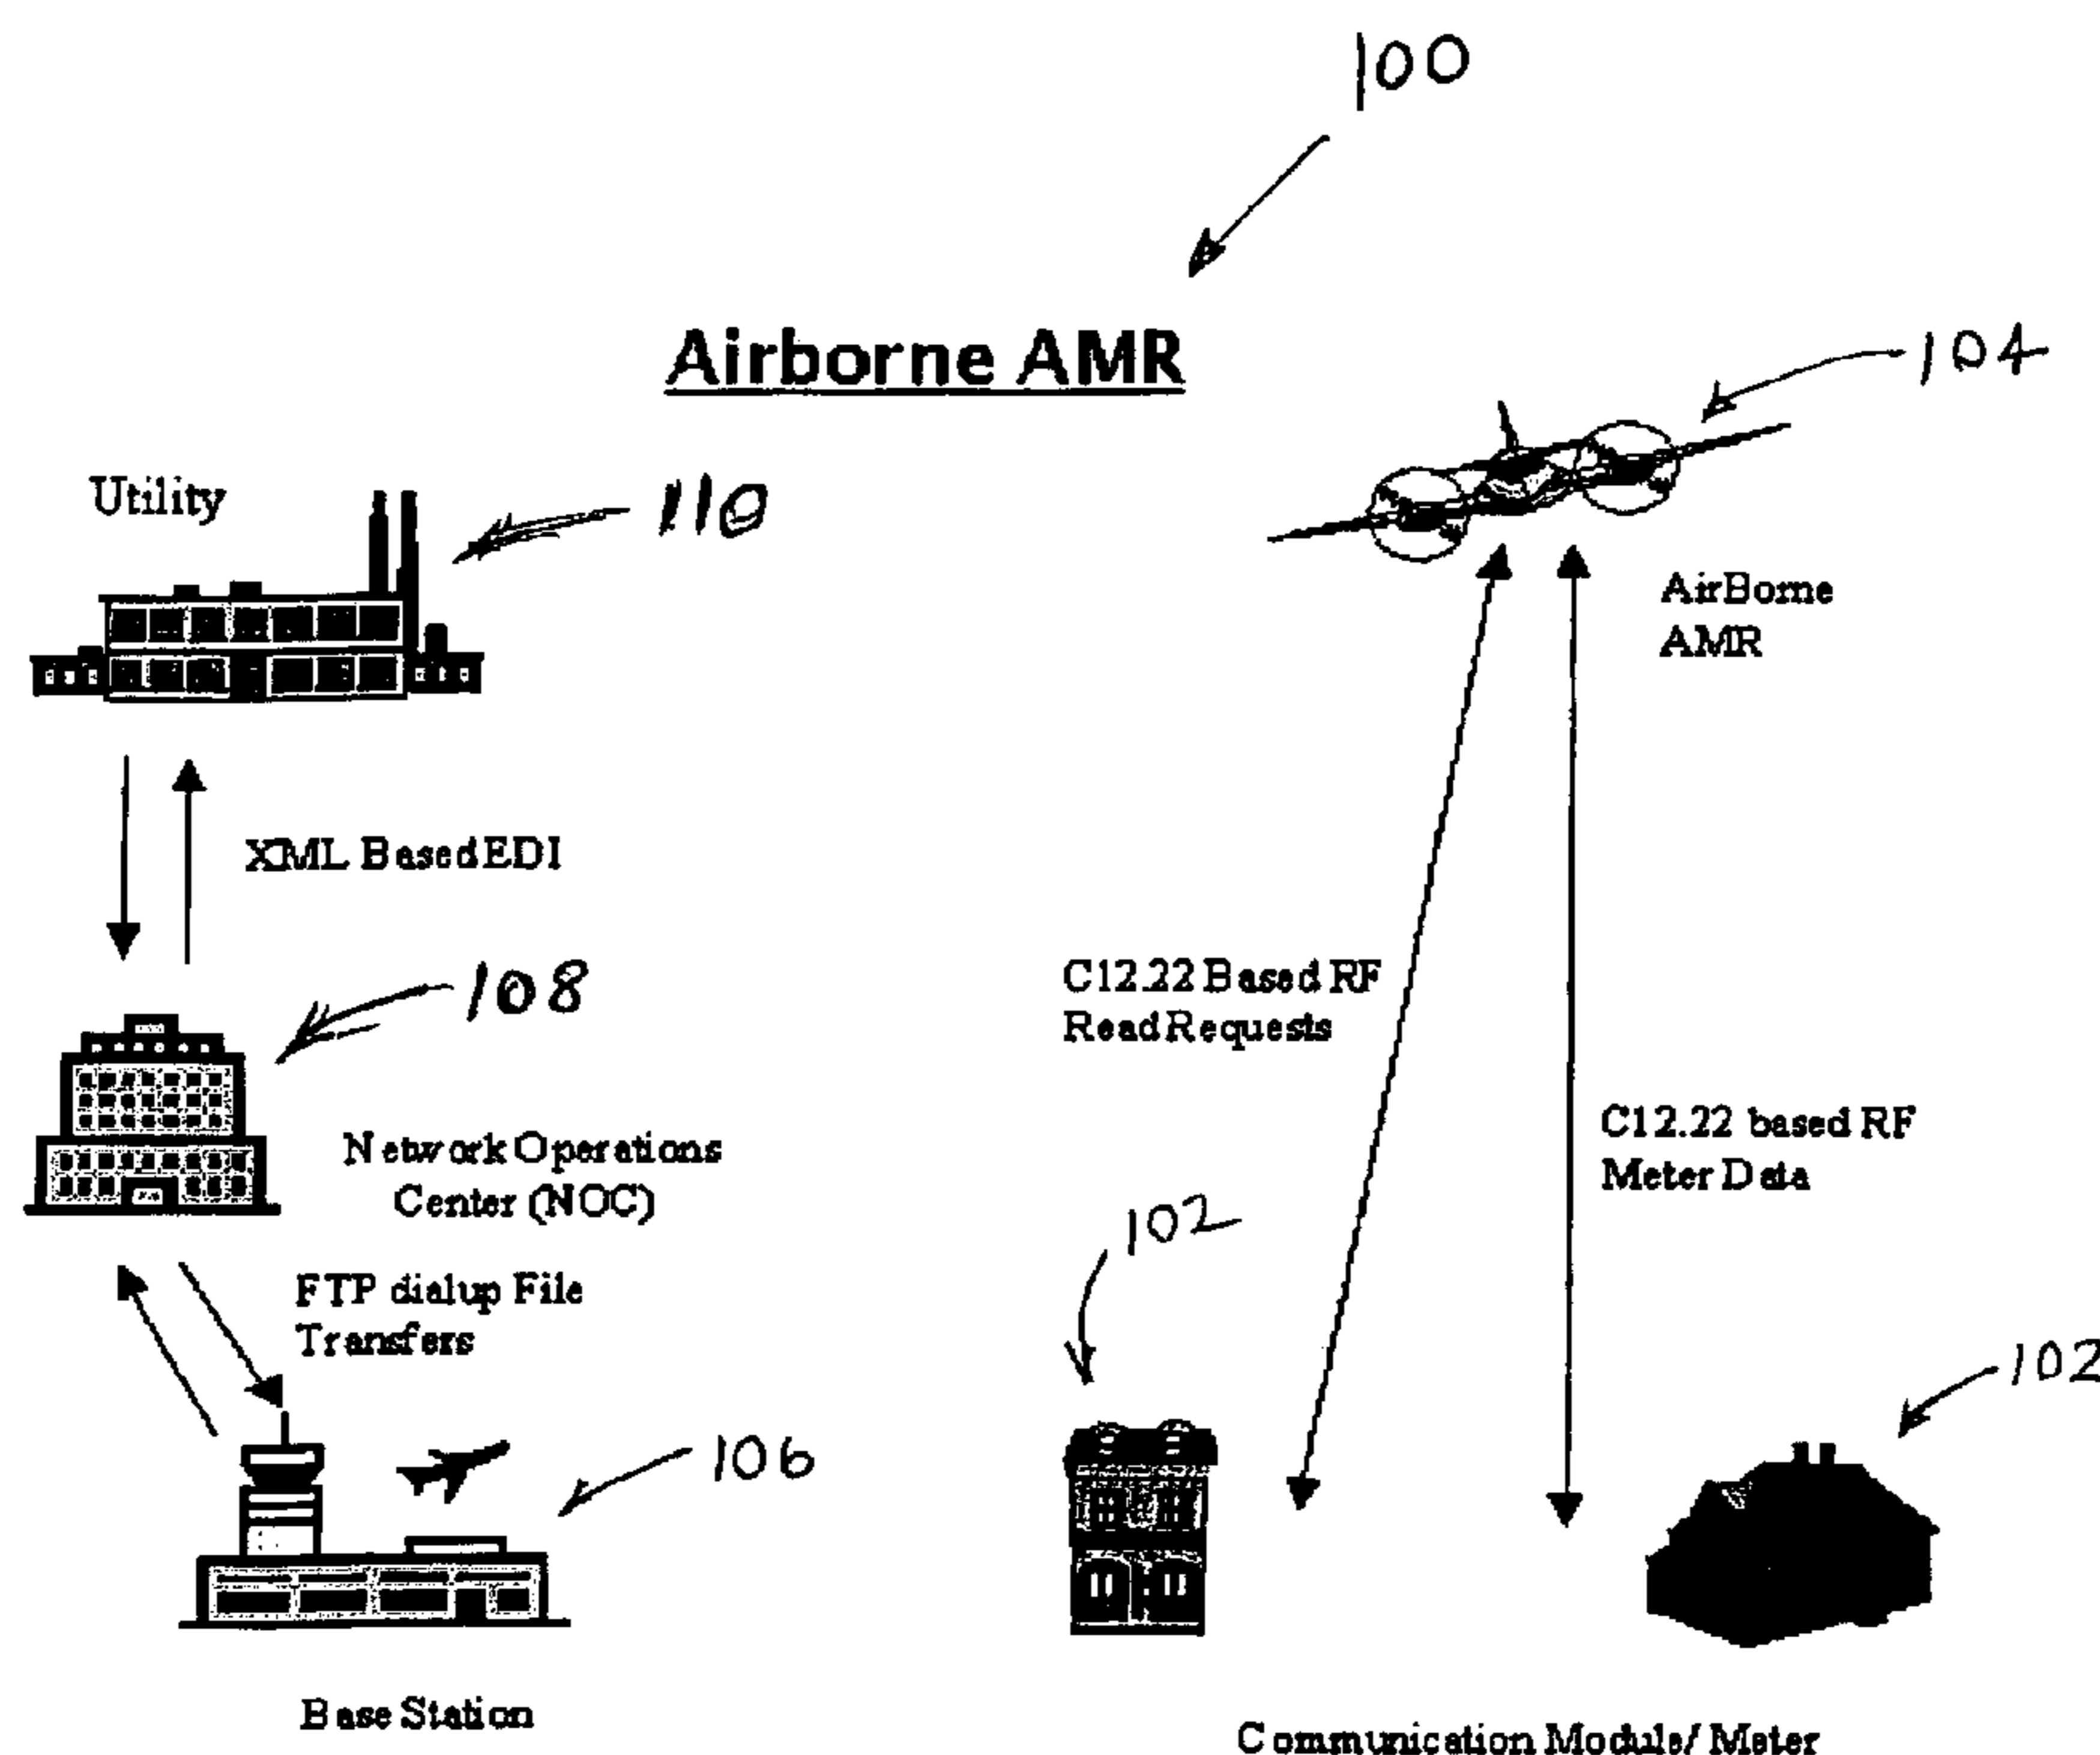 100
Airborne AMR
104
Utility
110
AirBorne
AMR
XML Based EDI
108
C12.22 Based RF
Read Requests
Network Operations
Center (NOC)
C12.22 based RF
Meter Data
102
FTP dialup File
Transfers
102
106
Base Station
Communication Module/ Meter